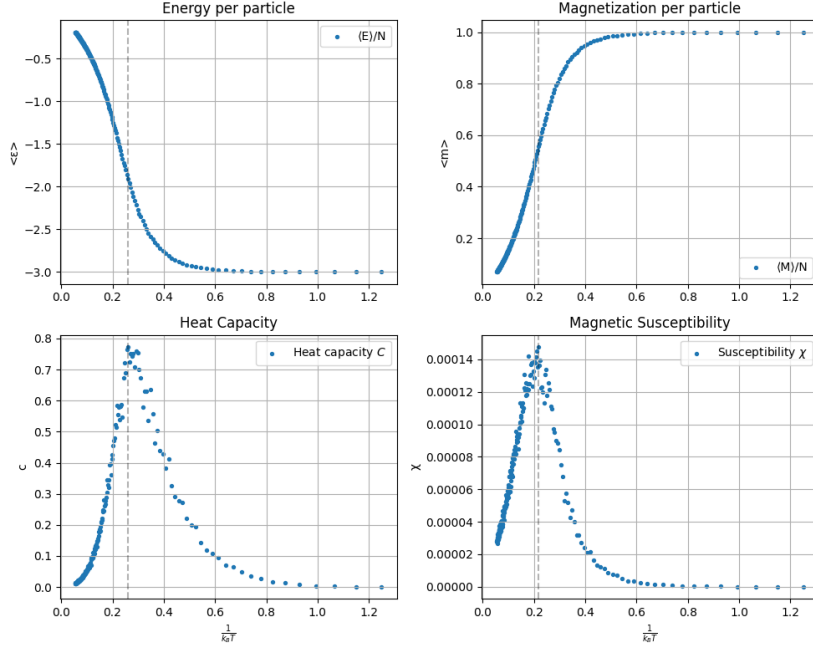 Energy per particle
⟨E⟩/N
<ε>
−0.5
−1.0
−1.5
−2.0
−2.5
−3.0
0.0 0.2 0.4 0.6 0.8 1.0 1.2
Magnetization per particle
⟨M⟩/N
<m>
1.0
0.8
0.6
0.4
0.2
0.0 0.2 0.4 0.6 0.8 1.0 1.2
Heat Capacity
Heat capacity C
c
0.8
0.7
0.6
0.5
0.4
0.3
0.2
0.1
0.0
0.0 0.2 0.4 0.6 0.8 1.0 1.2
1
k_BT
Magnetic Susceptibility
Susceptibility χ
χ
0.00014
0.00012
0.00010
0.00008
0.00006
0.00004
0.00002
0.00000
0.0 0.2 0.4 0.6 0.8 1.0 1.2
1
k_BT